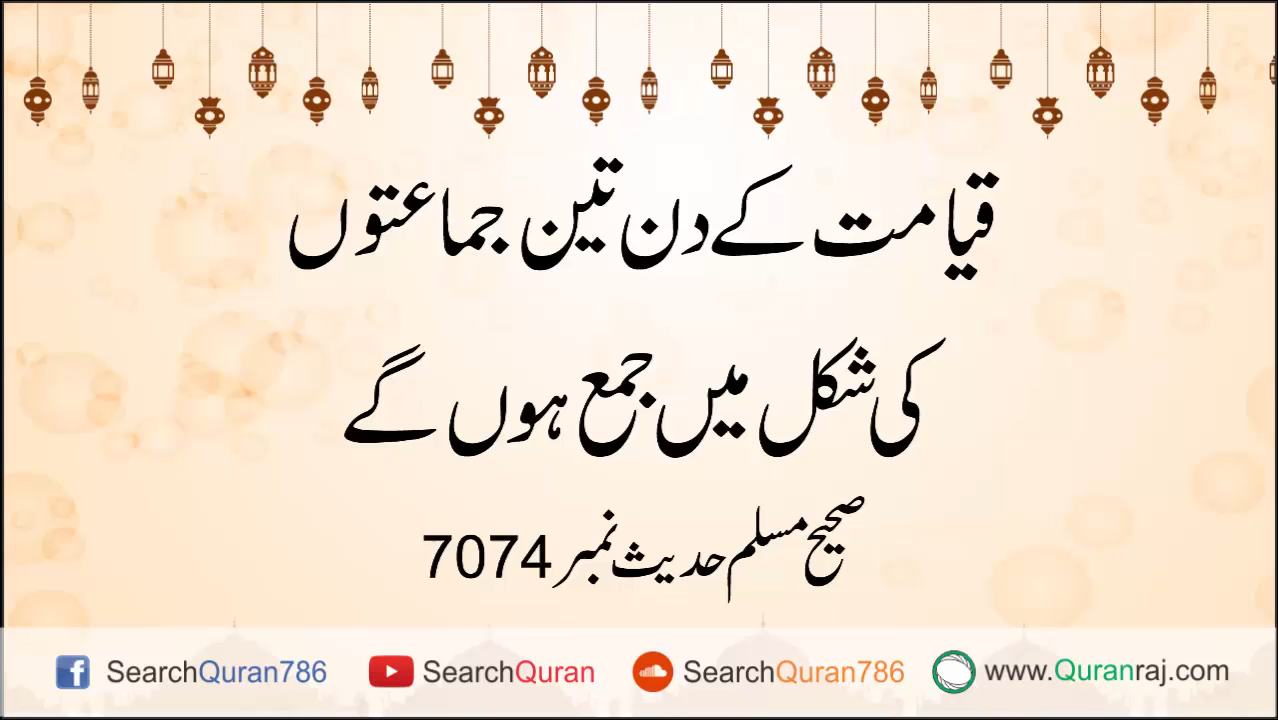 قیامت کے دن تین جماعتوں
کی شکل میں جمع ہوں گے
صحیح مسلم حدیث نمبر 7074
SearchQuran786 SearchQuran SearchQuran786 www.Quranraj.com